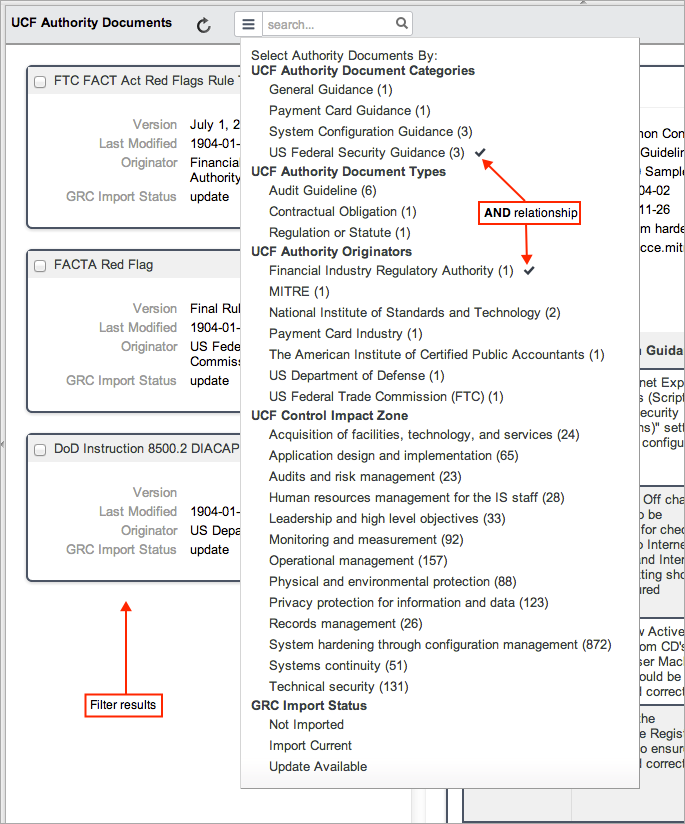 UCF Authority Documents
search...
FTC FACT Act Red Flags Rule
Version July 1, 2
Last Modified 1904-01-
Originator Financial
Authority
GRC Import Status update
FACTA Red Flag
Version Final Rul
Last Modified 1904-01-
Originator US Fede
Commiss
GRC Import Status update
DoD Instruction 8500.2 DIACAP
Version
Last Modified 1904-01-
Originator US Depa
GRC Import Status update
Filter results
Select Authority Documents By:
UCF Authority Document Categories
General Guidance (1)
Payment Card Guidance (1)
System Configuration Guidance (3)
US Federal Security Guidance (3)
UCF Authority Document Types
Audit Guideline (6)
Contractual Obligation (1)
Regulation or Statute (1)
AND relationship
UCF Authority Originators
Financial Industry Regulatory Authority (1)
MITRE (1)
National Institute of Standards and Technology (2)
Payment Card Industry (1)
The American Institute of Certified Public Accountants (1)
US Department of Defense (1)
US Federal Trade Commission (FTC) (1)
UCF Control Impact Zone
Acquisition of facilities, technology, and services (24)
Application design and implementation (65)
Audits and risk management (23)
Human resources management for the IS staff (28)
Leadership and high level objectives (33)
Monitoring and measurement (92)
Operational management (157)
Physical and environmental protection (88)
Privacy protection for information and data (123)
Records management (26)
System hardening through configuration management (872)
Systems continuity (51)
Technical security (131)
GRC Import Status
Not Imported
Import Current
Update Available
non Con
Guidelin
) Sample
04-02
11-26
m harde
cce.mitr
n Guida
net Expl
s (Script
ecurity
ns)" sett
configu
Off cha
o be
for chec
o Interne
and Inter
tting sho
ured
w Active
om CD's
ser Mac
ould be
l correct
the
e Regis
o ensure
l correct